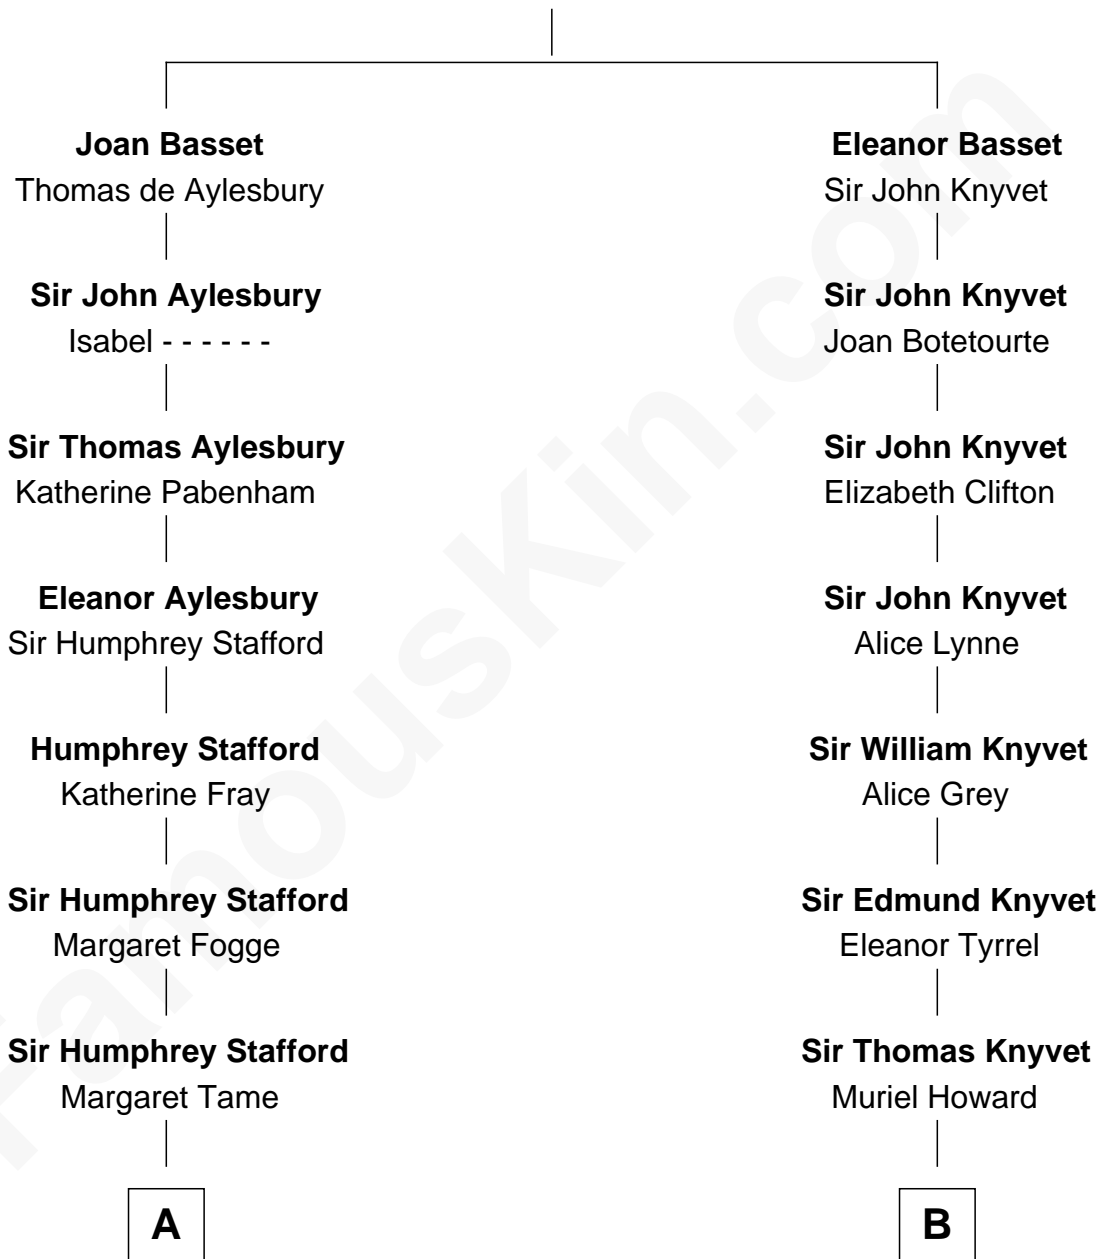 Joan Basset
Thomas de Aylesbury
Sir John Aylesbury
Isabel - - - - - -
Sir Thomas Aylesbury
Katherine Pabenham
Eleanor Aylesbury
Sir Humphrey Stafford
Humphrey Stafford
Katherine Fray
Sir Humphrey Stafford
Margaret Fogge
Sir Humphrey Stafford
Margaret Tame
A
Eleanor Basset
Sir John Knyvet
Sir John Knyvet
Joan Botetourte
Sir John Knyvet
Elizabeth Clifton
Sir John Knyvet
Alice Lynne
Sir William Knyvet
Alice Grey
Sir Edmund Knyvet
Eleanor Tyrrel
Sir Thomas Knyvet
Muriel Howard
B
FamousKin.com